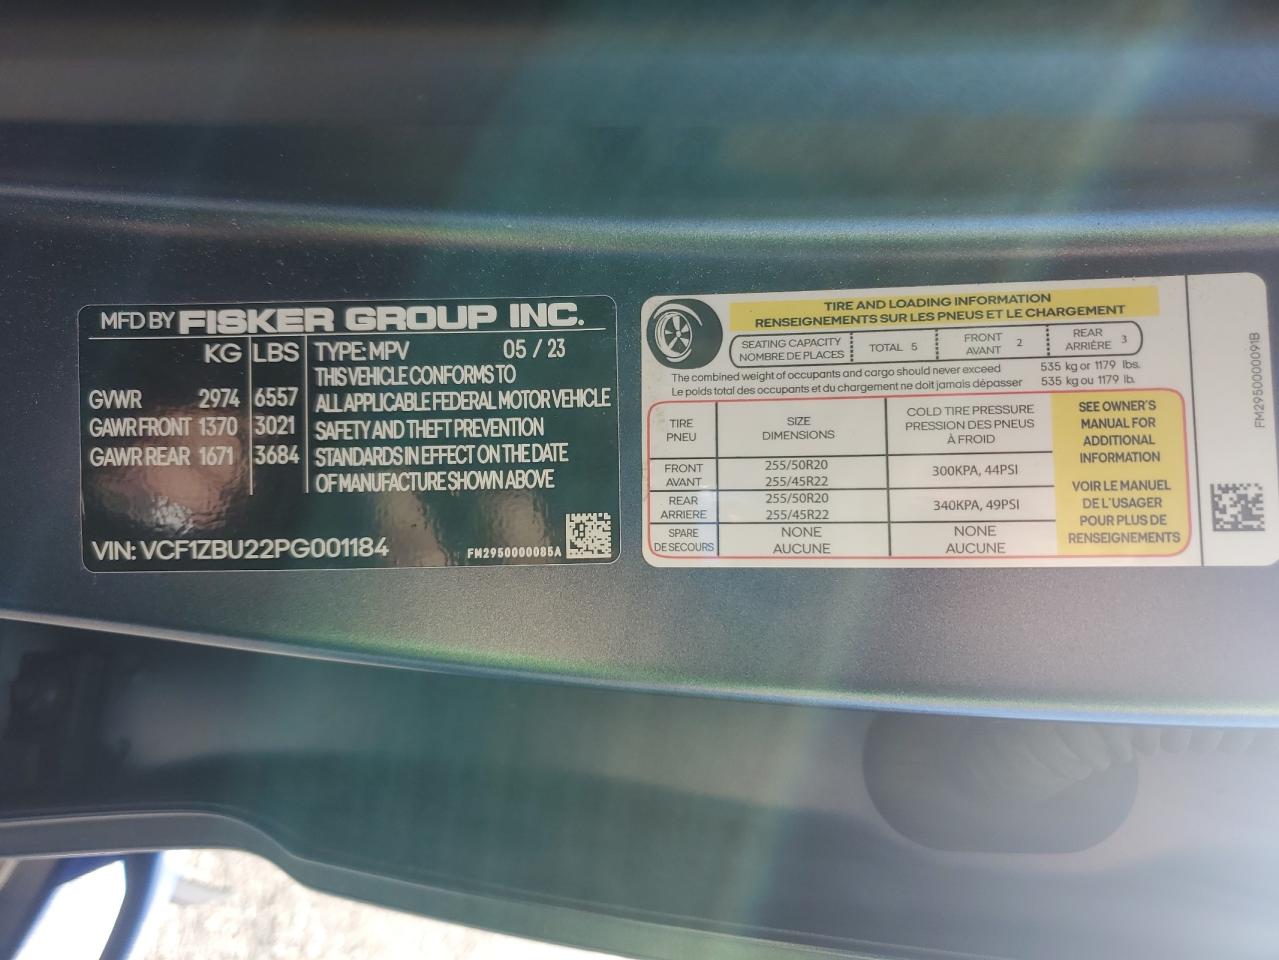 MFD BY FISKER GROUP INC.
KG LBS
GVWR 2974 6557
GAWR FRONT 1370 3021
GAWR REAR 1671 3684
TYPE: MPV 05 / 23
THIS VEHICLE CONFORMS TO
ALL APPLICABLE FEDERAL MOTOR VEHICLE
SAFETY AND THEFT PREVENTION
STANDARDS IN EFFECT ON THE DATE
OF MANUFACTURE SHOWN ABOVE
VIN: VCF1ZBU22PG001184
FM2950000085A
TIRE AND LOADING INFORMATION
RENSEIGNEMENTS SUR LES PNEUS ET LE CHARGEMENT
SEATING CAPACITY
NOMBRE DE PLACES
TOTAL 5
FRONT
AVANT 2
REAR
ARRIÈRE 3
The combined weight of occupants and cargo should never exceed 535 kg or 1179 lbs.
Le poids total des occupants et du chargement ne doit jamais dépasser 535 kg ou 1179 lb.
TIRE
PNEU
SIZE
DIMENSIONS
COLD TIRE PRESSURE
PRESSION DES PNEUS
À FROID
FRONT
AVANT
255/50R20
255/45R22
300KPA, 44PSI
REAR
ARRIERE
255/50R20
255/45R22
340KPA, 49PSI
SPARE
DE SECOURS
NONE
AUCUNE
NONE
AUCUNE
SEE OWNER'S
MANUAL FOR
ADDITIONAL
INFORMATION
VOIR LE MANUEL
DE L'USAGER
POUR PLUS DE
RENSEIGNEMENTS
FM2950000091B